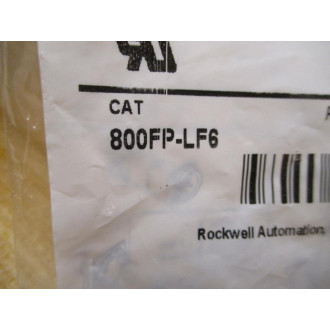 CAT
800FP-LF6
Rockwell Automation